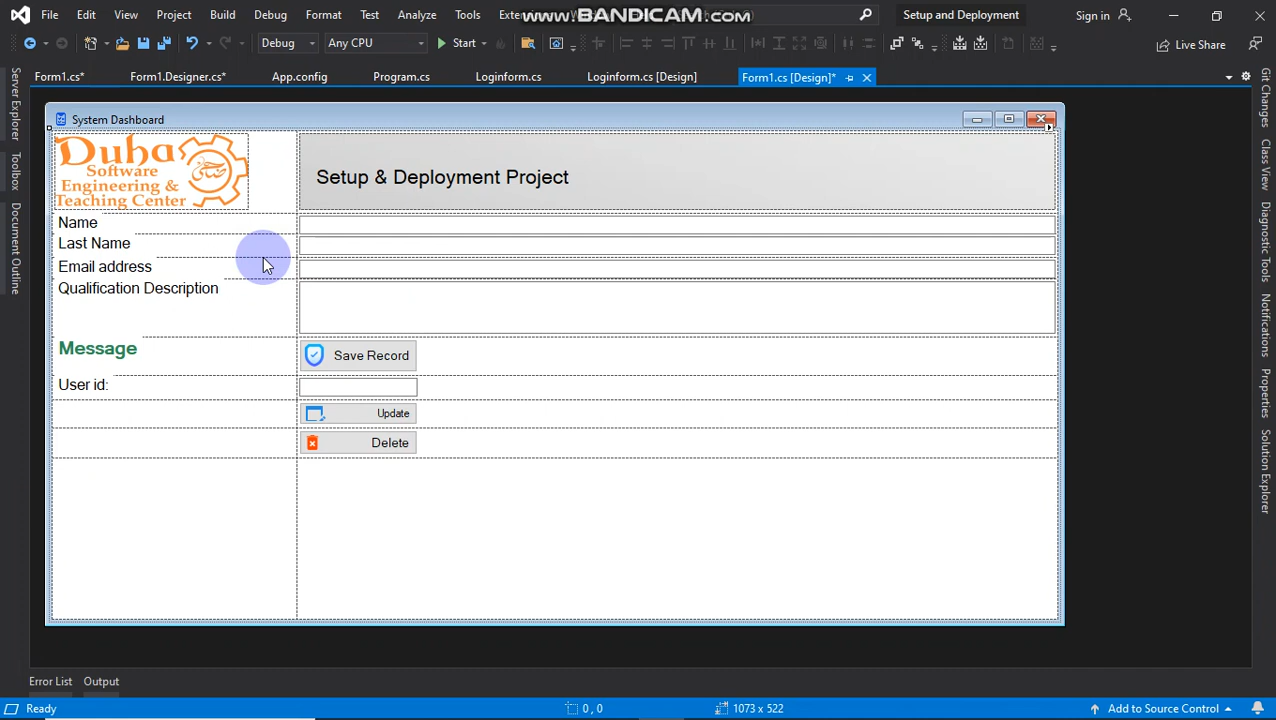 File Edit View Project Build Debug Format Test Analyze Tools Exten
www.BANDICAM.com
Setup and Deployment
Sign in
Debug Any CPU Start
Live Share
Form1.cs* Form1.Designer.cs* App.config Program.cs Loginform.cs Loginform.cs [Design] Form1.cs [Design]*
Server Explorer
Toolbox
Document Outline
System Dashboard
Duha
Software
Engineering &
Teaching Center
Setup & Deployment Project
Name
Last Name
Email address
Qualification Description
Message
Save Record
User id:
Update
Delete
Git Changes
Class View
Diagnostic Tools
Notifications
Properties
Solution Explorer
Error List Output
Ready
0 , 0
1073 x 522
Add to Source Control